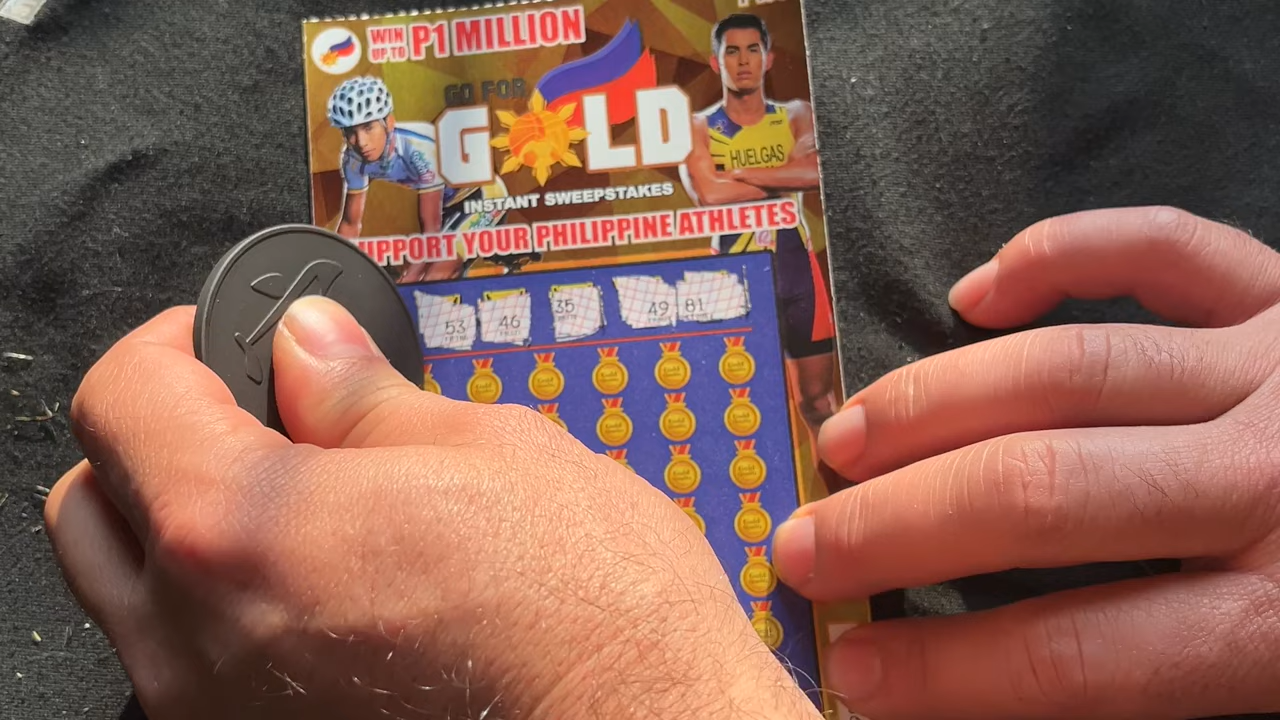 WIN UP TO P1 MILLION
GO FOR
GOLD
HUELGAS
INSTANT SWEEPSTAKES
UPPORT YOUR PHILIPPINE ATHLETES
53 46 35 49 81